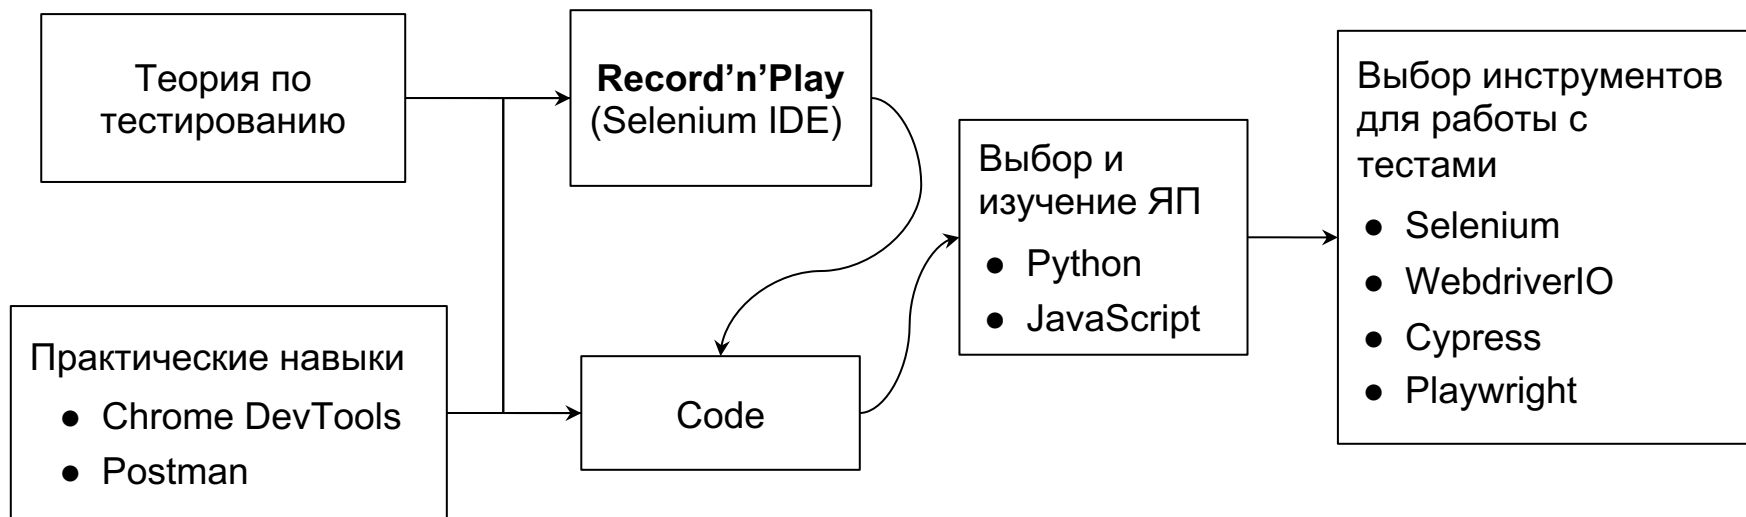 Теория по
тестированию
Record’n’Play
(Selenium IDE)
Практические навыки
● Chrome DevTools
● Postman
Code
Выбор и
изучение ЯП
● Python
● JavaScript
Выбор инструментов
для работы с
тестами
● Selenium
● WebdriverIO
● Cypress
● Playwright